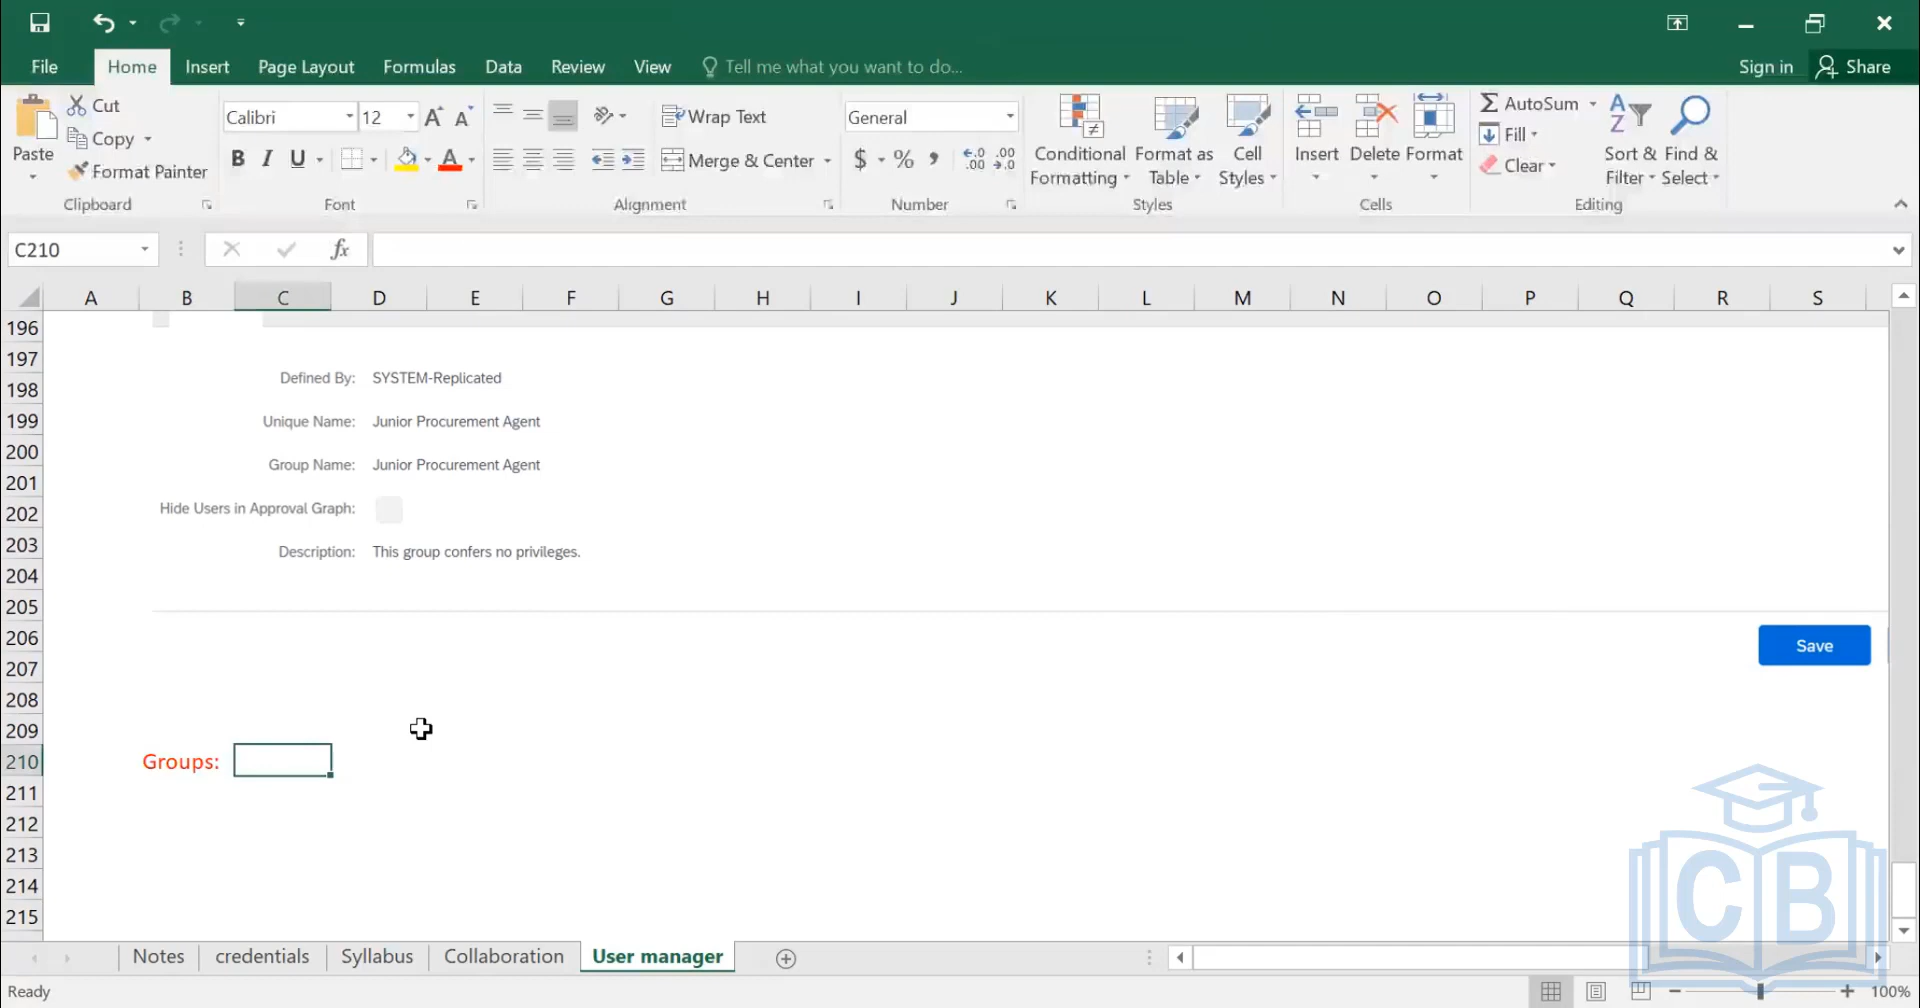 File Home Insert Page Layout Formulas Data Review View Tell me what you want to do... Sign in Share
Paste Cut Copy Format Painter Clipboard
Calibri 12 A A B I U A Font
Wrap Text Merge & Center Alignment
General $ % , .0 .00 .00 .0 Number
Conditional Formatting Format as Table Cell Styles Styles
Insert Delete Format Cells
AutoSum Fill Clear Sort & Filter Find & Select Editing
C210 fx
A B C D E F G H I J K L M N O P Q R S
196
197
Defined By: SYSTEM-Replicated
198
199 Unique Name: Junior Procurement Agent
200 Group Name: Junior Procurement Agent
201
202 Hide Users in Approval Graph:
203 Description: This group confers no privileges.
204
205
206 Save
207
208
209
210 Groups:
211
212
213
214
215
CB
Notes credentials Syllabus Collaboration User manager
Ready 100%